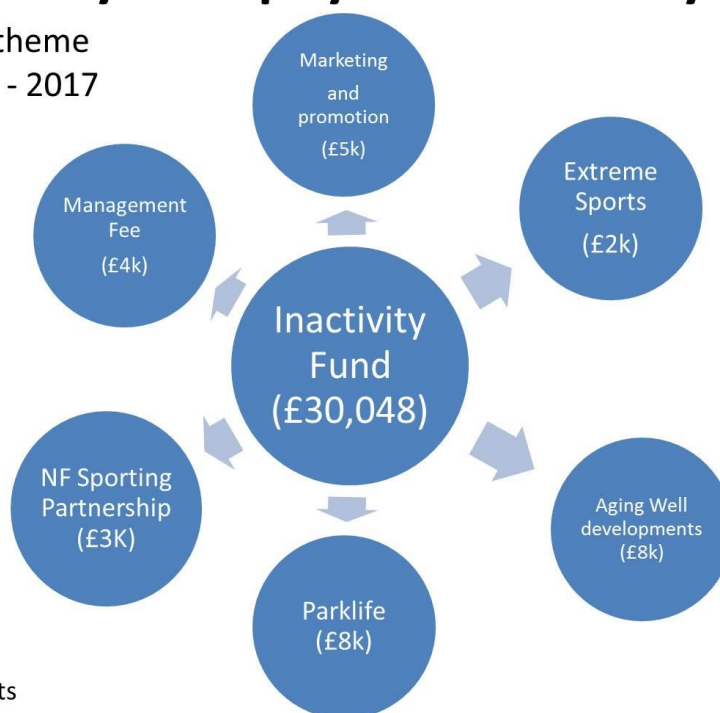 theme
- 2017
Marketing
and
promotion
(£5k)
Extreme
Sports
(£2k)
Management
Fee
(£4k)
Inactivity
Fund
(£30,048)
NF Sporting
Partnership
(£3K)
Aging Well
developments
(£8k)
Parklife
(£8k)
ts